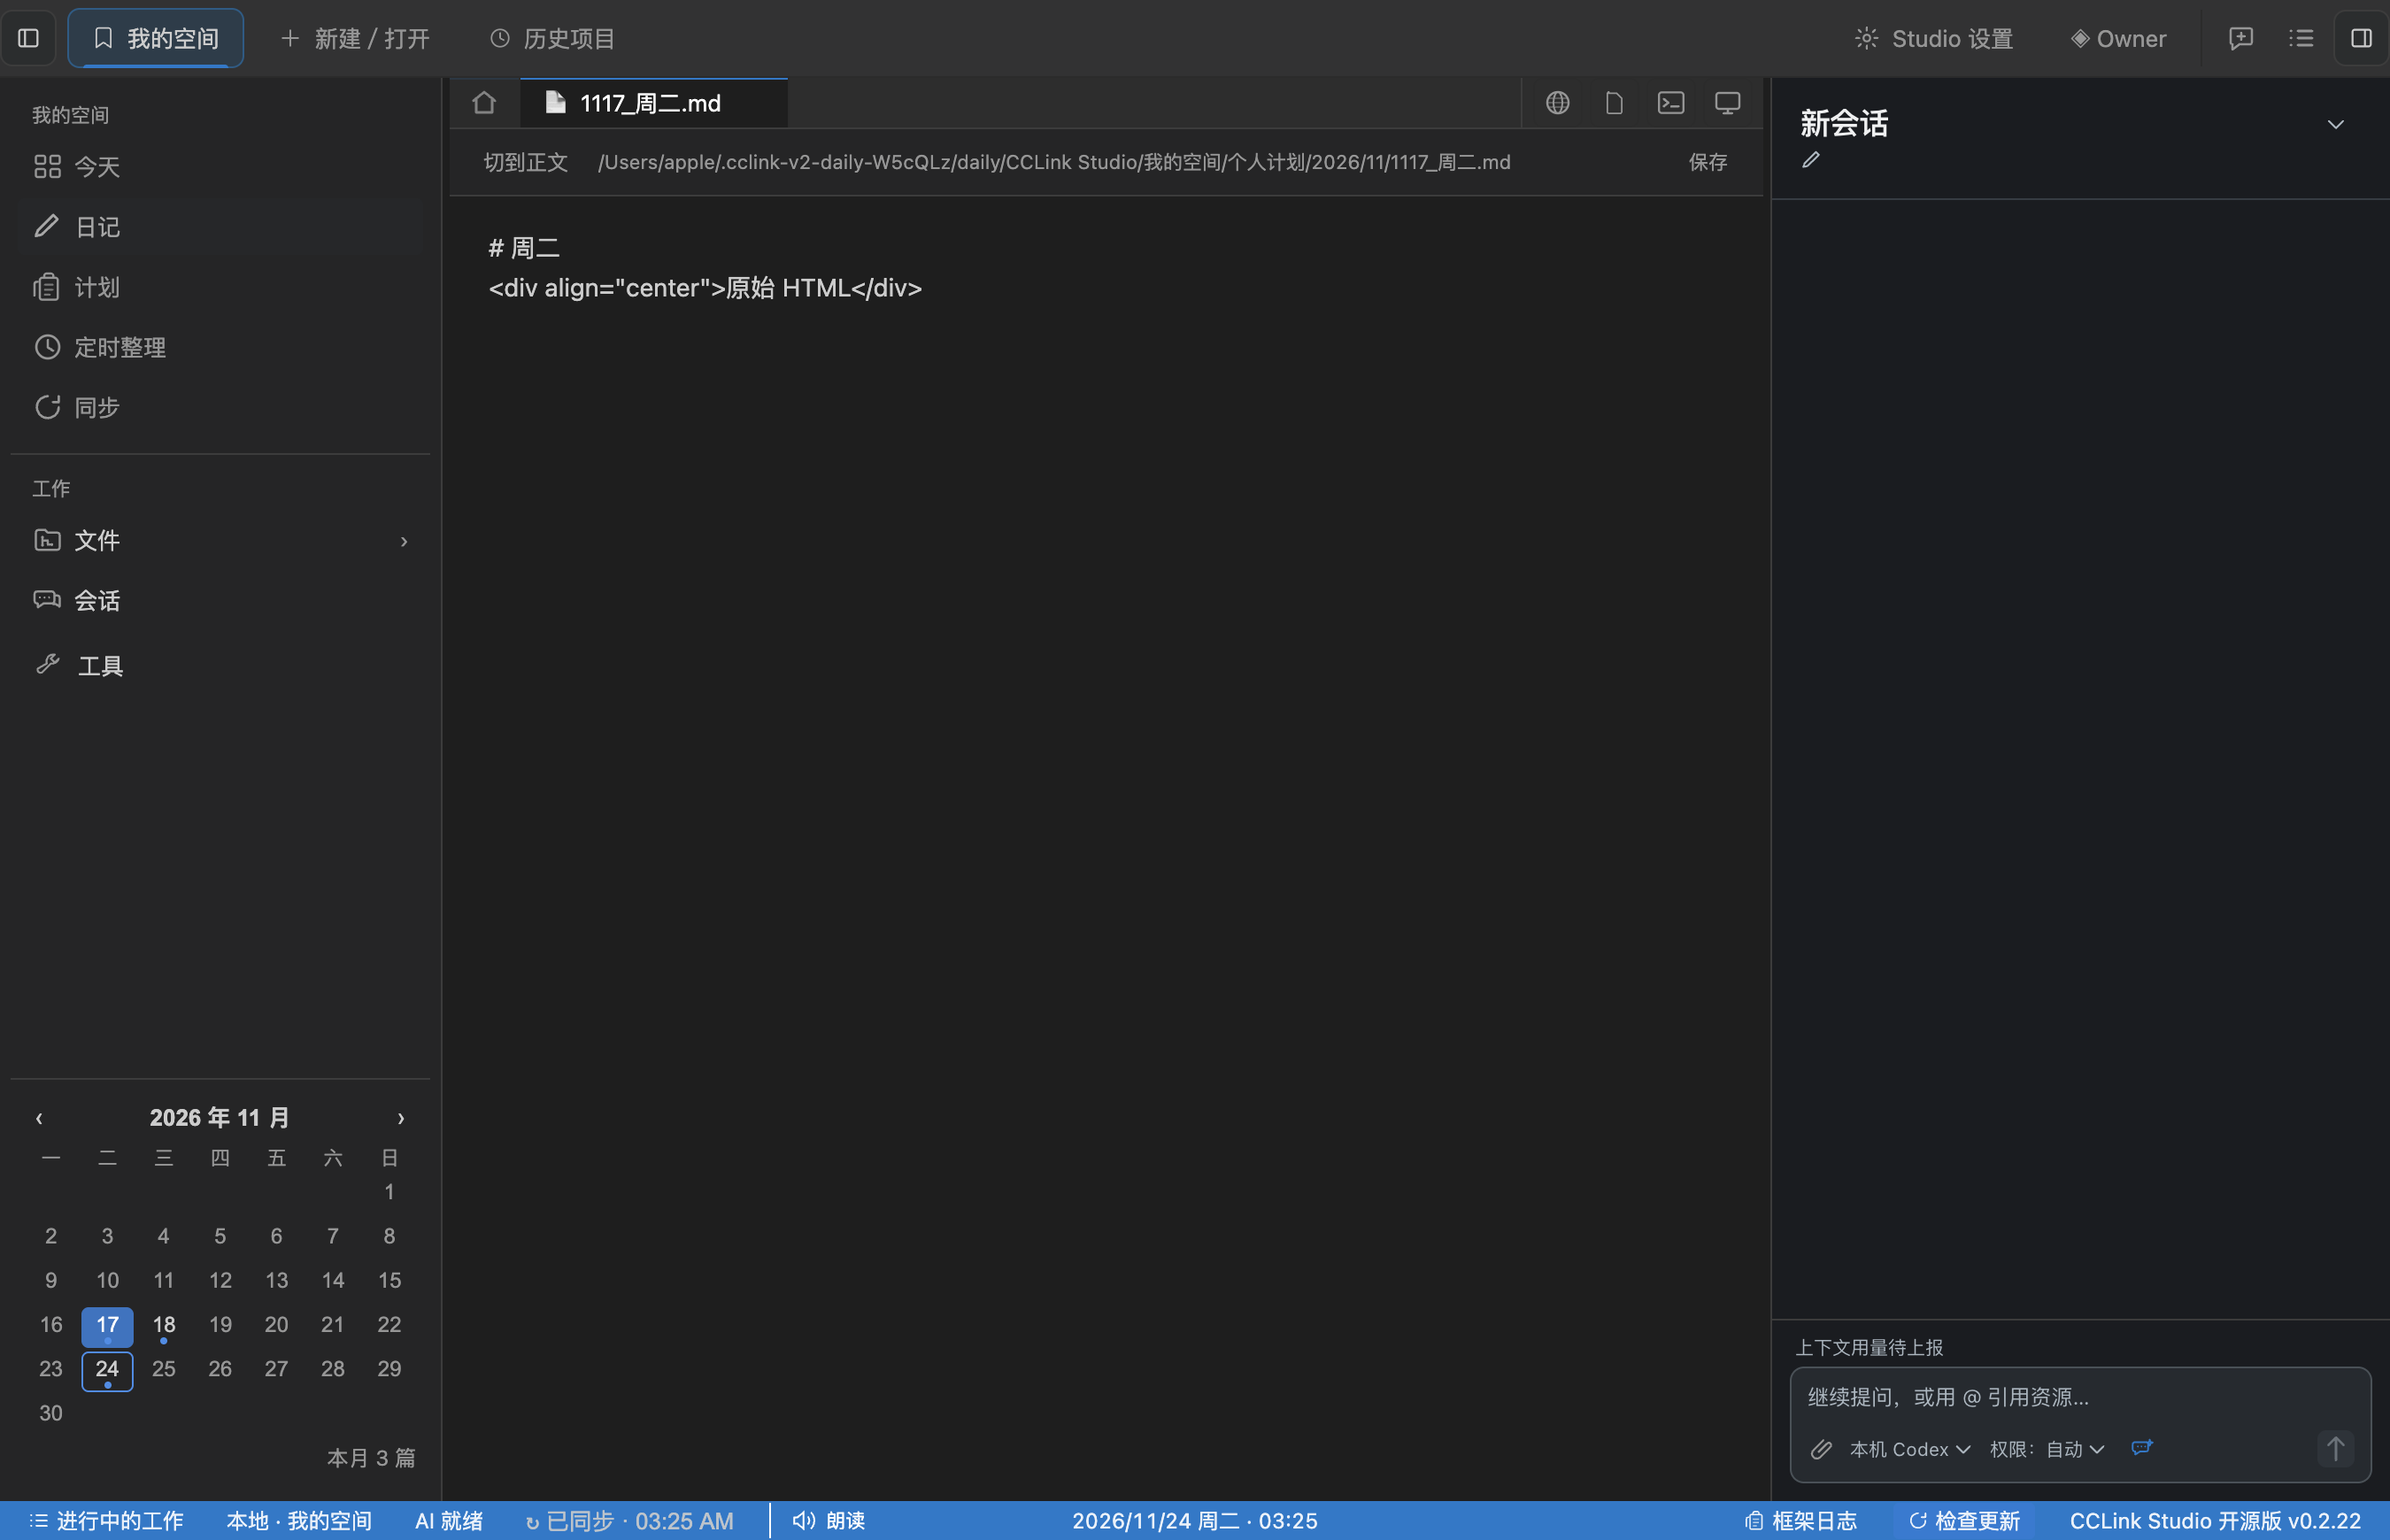 我的空间
新建 / 打开
历史项目
Studio 设置
Owner
我的空间
今天
日记
计划
定时整理
同步
工作
文件
会话
工具
‹ 2026 年 11 月 ›
一 二 三 四 五 六 日
1
2 3 4 5 6 7 8
9 10 11 12 13 14 15
16 17 18 19 20 21 22
23 24 25 26 27 28 29
30
本月 3 篇
1117_周二.md
切到正文 /Users/apple/.cclink-v2-daily-W5cQLz/daily/CCLink Studio/我的空间/个人计划/2026/11/1117_周二.md 保存
# 周二
<div align="center">原始 HTML</div>
新会话
上下文用量待上报
继续提问，或用 @ 引用资源...
本机 Codex 权限：自动
进行中的工作
本地 · 我的空间
AI 就绪
已同步 · 03:25 AM
朗读
2026/11/24 周二 · 03:25
框架日志
检查更新
CCLink Studio 开源版 v0.2.22